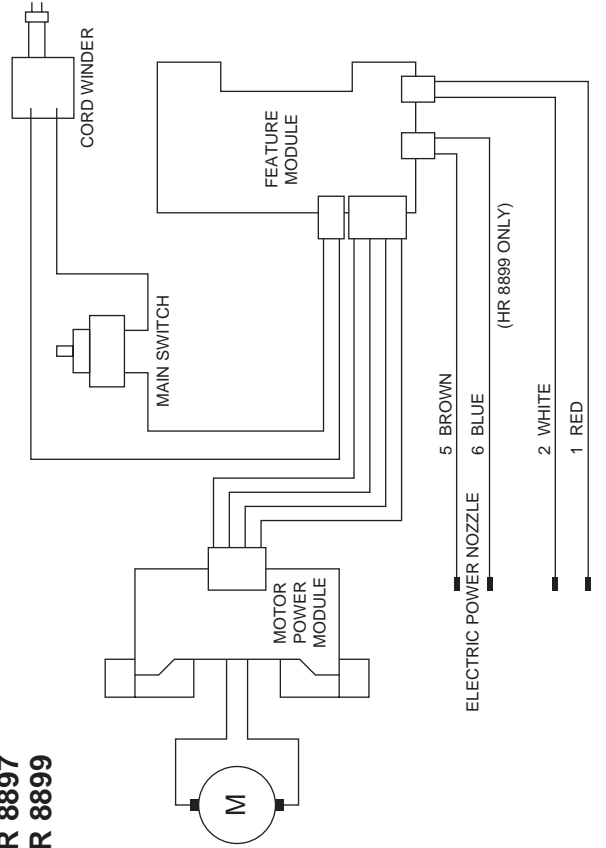 R 8897
R 8899
CORD WINDER
MAIN SWITCH
M
MOTOR
POWER
MODULE
FEATURE
MODULE
5 BROWN
ELECTRIC POWER NOZZLE
6 BLUE
(HR 8899 ONLY)
2 WHITE
1 RED